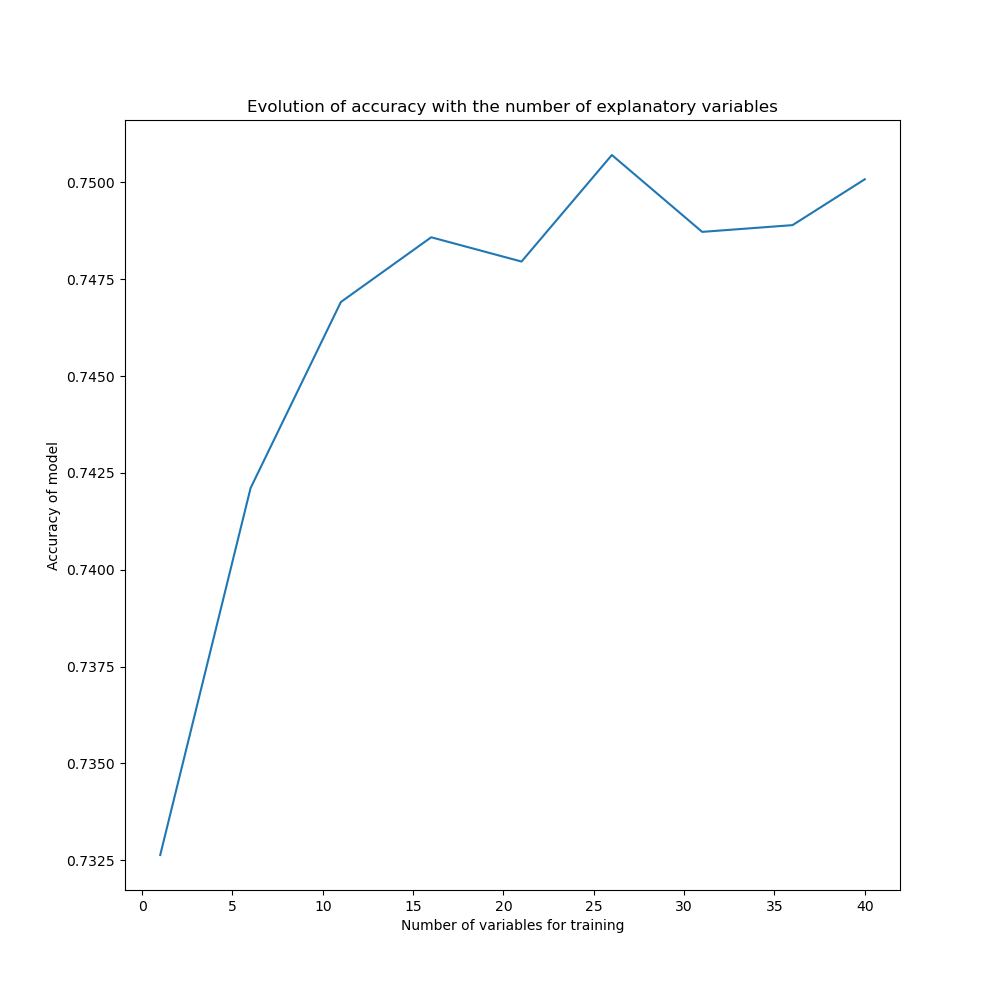 Evolution of accuracy with the number of explanatory variables
0.7500
0.7475
0.7450
0.7425
0.7400
0.7375
0.7350
0.7325
Accuracy of model
0 5 10 15 20 25 30 35 40
Number of variables for training